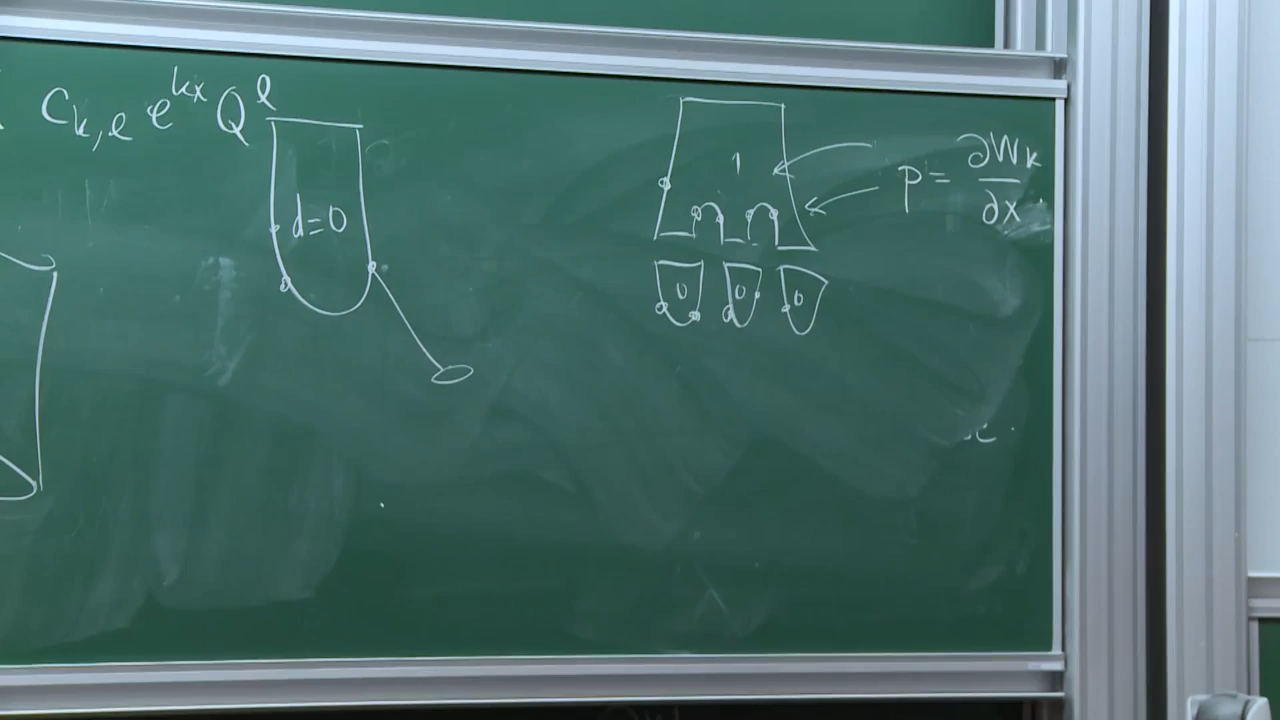 C_{k,l} e^{kx} Q^l
d=0
1
0 0 0
p = ∂W_k / ∂x